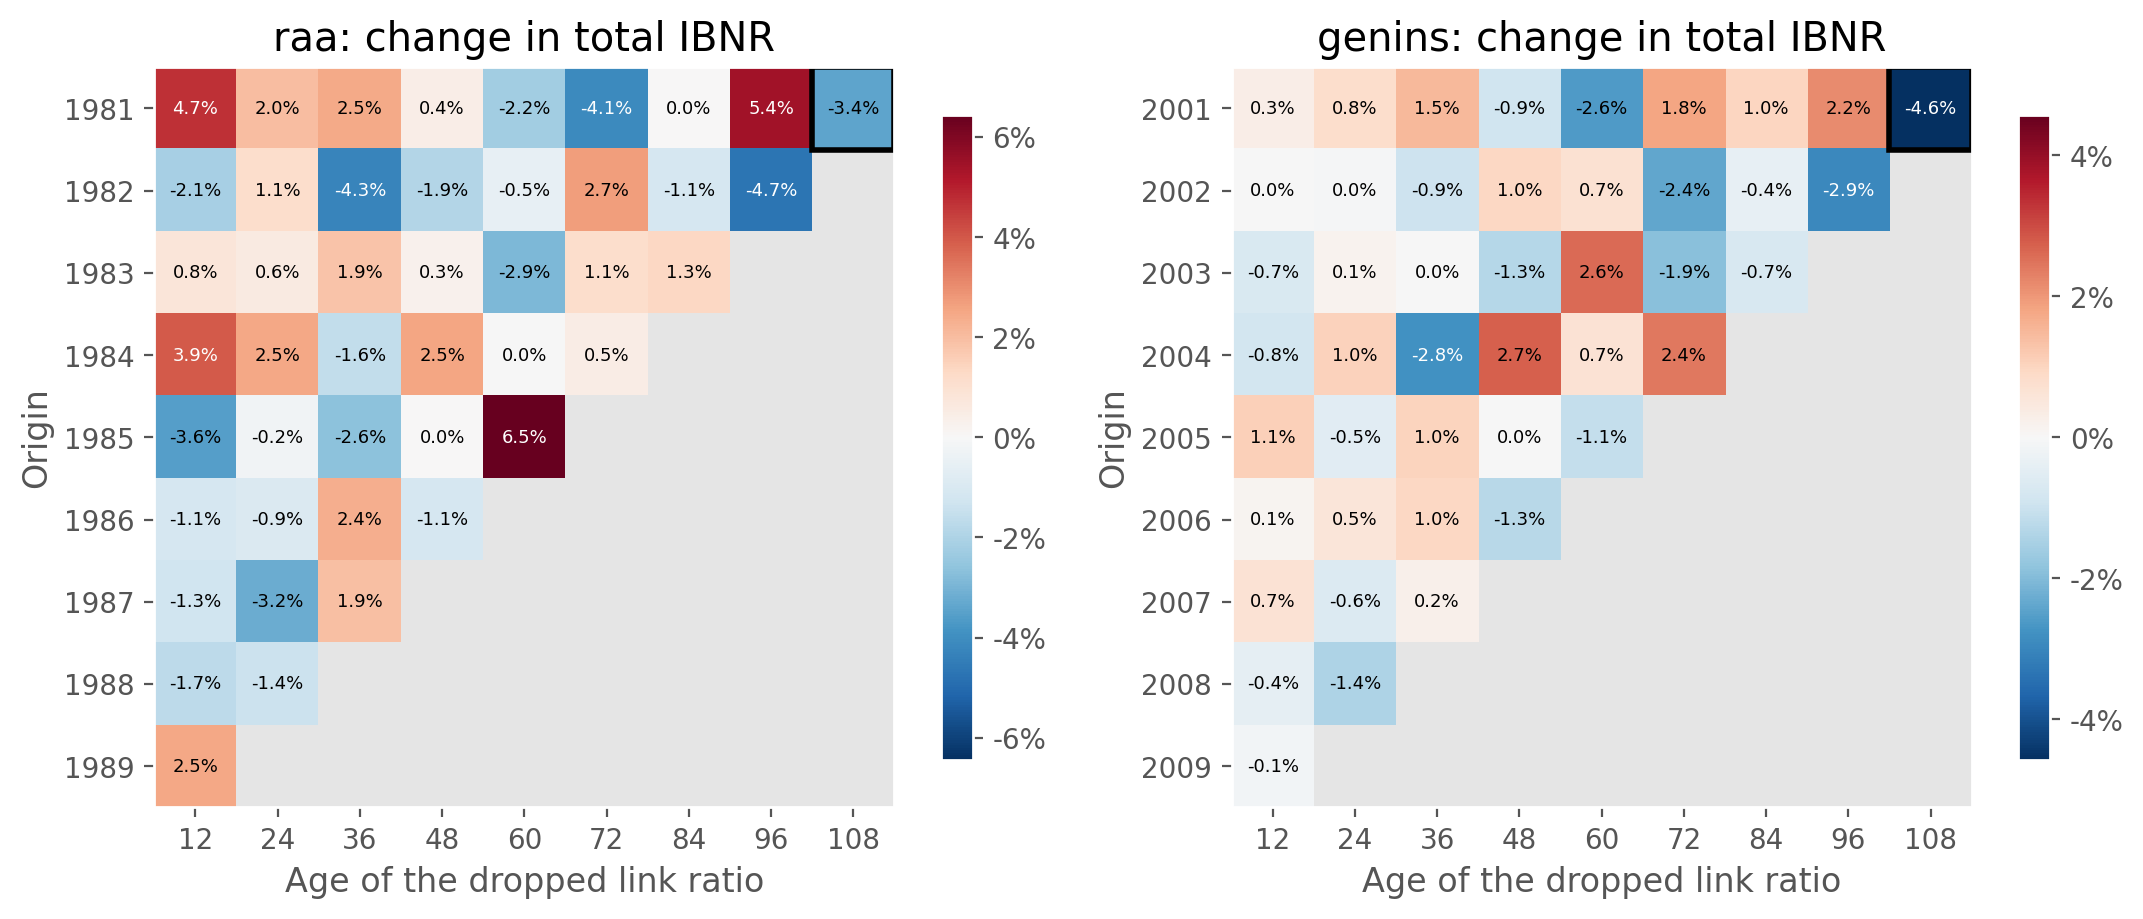 raa: change in total IBNR
1981 4.7% 2.0% 2.5% 0.4% -2.2% -4.1% 0.0% 5.4% -3.4%
1982 -2.1% 1.1% -4.3% -1.9% -0.5% 2.7% -1.1% -4.7%
1983 0.8% 0.6% 1.9% 0.3% -2.9% 1.1% 1.3%
1984 3.9% 2.5% -1.6% 2.5% 0.0% 0.5%
1985 -3.6% -0.2% -2.6% 0.0% 6.5%
1986 -1.1% -0.9% 2.4% -1.1%
1987 -1.3% -3.2% 1.9%
1988 -1.7% -1.4%
1989 2.5%
12 24 36 48 60 72 84 96 108
Age of the dropped link ratio
Origin
6%
4%
2%
0%
-2%
-4%
-6%
genins: change in total IBNR
2001 0.3% 0.8% 1.5% -0.9% -2.6% 1.8% 1.0% 2.2% -4.6%
2002 0.0% 0.0% -0.9% 1.0% 0.7% -2.4% -0.4% -2.9%
2003 -0.7% 0.1% 0.0% -1.3% 2.6% -1.9% -0.7%
2004 -0.8% 1.0% -2.8% 2.7% 0.7% 2.4%
2005 1.1% -0.5% 1.0% 0.0% -1.1%
2006 0.1% 0.5% 1.0% -1.3%
2007 0.7% -0.6% 0.2%
2008 -0.4% -1.4%
2009 -0.1%
12 24 36 48 60 72 84 96 108
Age of the dropped link ratio
Origin
4%
2%
0%
-2%
-4%